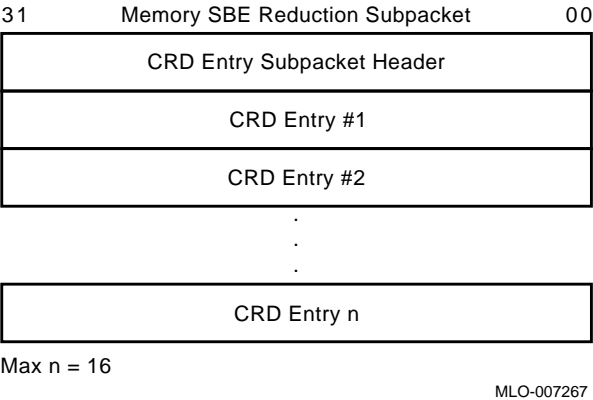 31 Memory SBE Reduction Subpacket 00
CRD Entry Subpacket Header
CRD Entry #1
CRD Entry #2
.
.
.
CRD Entry n
Max n = 16
MLO-007267